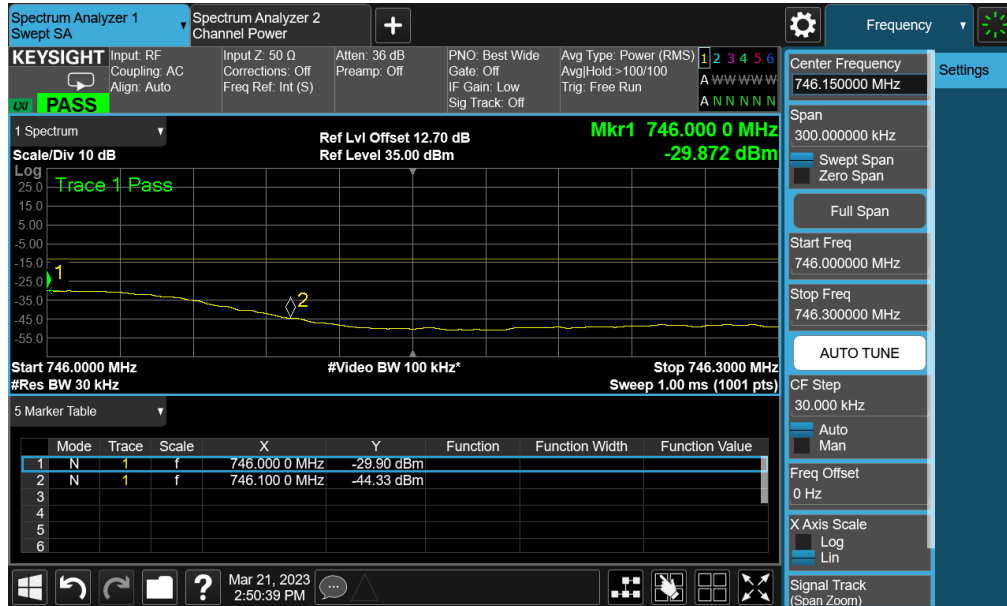 Spectrum Analyzer 1
Swept SA
Spectrum Analyzer 2
Channel Power
+
Frequency
KEYSIGHT
LXI PASS
Input: RF
Coupling: AC
Align: Auto
Input Z: 50 Ω
Corrections: Off
Freq Ref: Int (S)
Atten: 36 dB
Preamp: Off
PNO: Best Wide
Gate: Off
IF Gain: Low
Sig Track: Off
Avg Type: Power (RMS)
Avg|Hold:>100/100
Trig: Free Run
1 2 3 4 5 6
A W W W W W
A N N N N N
1 Spectrum
Scale/Div 10 dB
Ref Lvl Offset 12.70 dB
Ref Level 35.00 dBm
Mkr1 746.000 0 MHz
-29.872 dBm
Log
Trace 1 Pass
25.0
15.0
5.00
-5.00
-15.0
-25.0
-35.0
-45.0
-55.0
1
2
Start 746.0000 MHz
#Res BW 30 kHz
#Video BW 100 kHz*
Stop 746.3000 MHz
Sweep 1.00 ms (1001 pts)
5 Marker Table
Mode Trace Scale X Y Function Function Width Function Value
1 N 1 f 746.000 0 MHz -29.90 dBm
2 N 1 f 746.100 0 MHz -44.33 dBm
3
4
5
6
?
Mar 21, 2023
2:50:39 PM
Center Frequency
746.150000 MHz
Settings
Span
300.000000 kHz
Swept Span
Zero Span
Full Span
Start Freq
746.000000 MHz
Stop Freq
746.300000 MHz
AUTO TUNE
CF Step
30.000 kHz
Auto
Man
Freq Offset
0 Hz
X Axis Scale
Log
Lin
Signal Track
(Span Zoom)